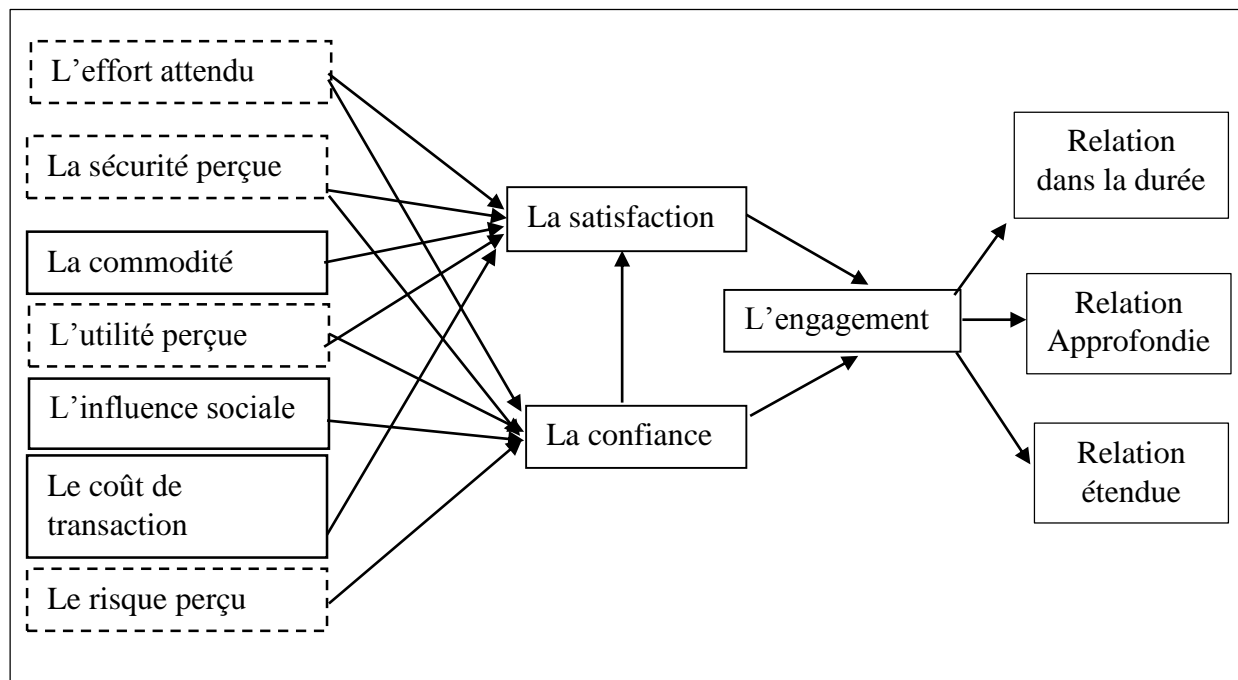 L’effort attendu
La sécurité perçue
La commodité
L’utilité perçue
L’influence sociale
Le coût de
transaction
Le risque perçu
La satisfaction
La confiance
L’engagement
Relation
dans la durée
Relation
Approfondie
Relation
étendue